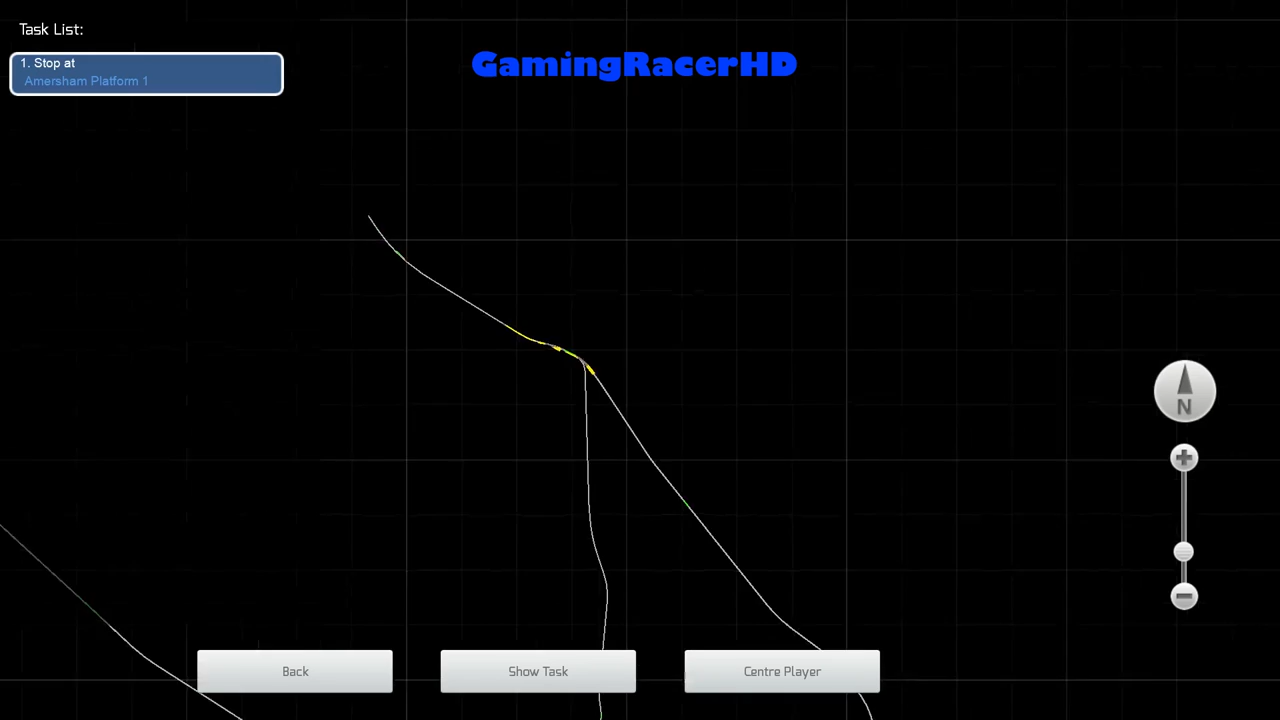 Task List:
GamingRacerHD
1. Stop at
Amersham Platform 1
N
Back
Show Task
Centre Player